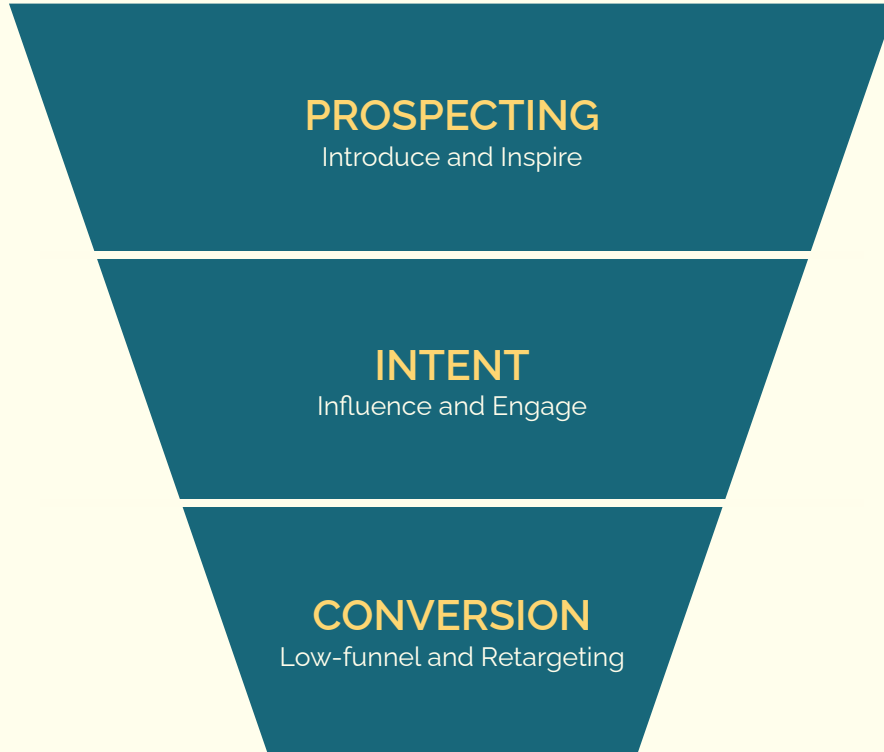 PROSPECTING
Introduce and Inspire
INTENT
Influence and Engage
CONVERSION
Low-funnel and Retargeting